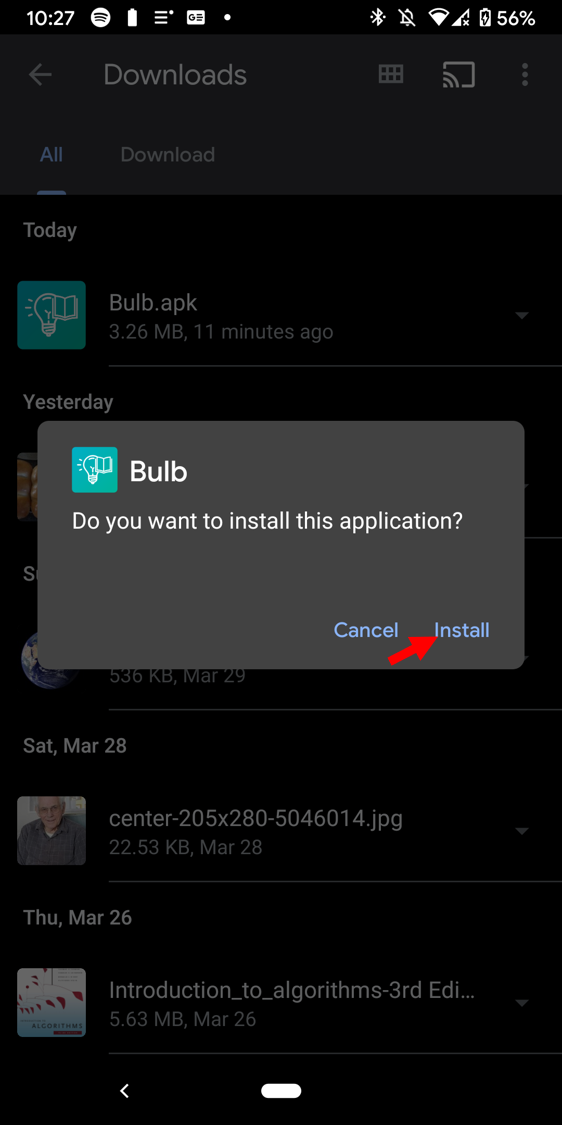 10:27
GE
56%
Downloads
All
Download
Today
Bulb.apk
3.26 MB, 11 minutes ago
Yesterday
Bulb
Do you want to install this application?
Cancel
Install
536 KB, Mar 29
Sat, Mar 28
center-205x280-5046014.jpg
22.53 KB, Mar 28
Thu, Mar 26
Introduction_to_algorithms-3rd Edi...
5.63 MB, Mar 26
ALGORITHMS